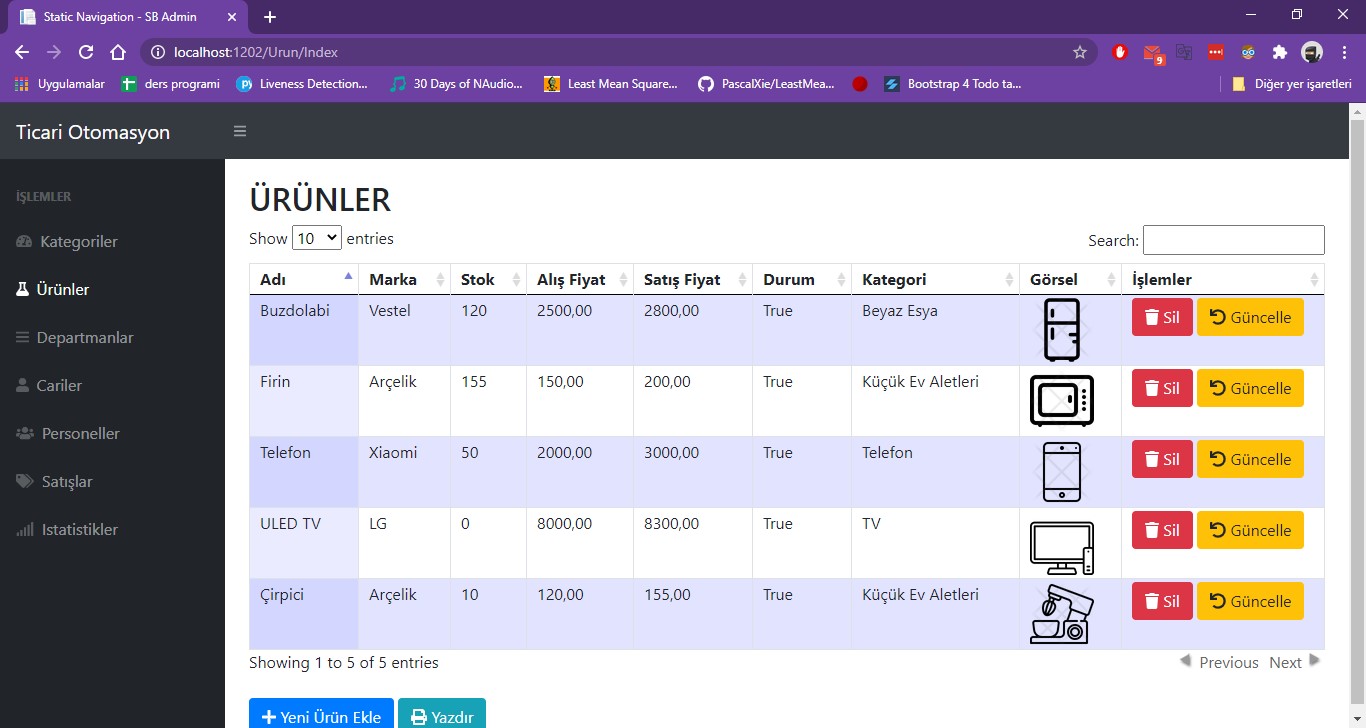 Static Navigation - SB Admin
localhost:1202/Urun/Index
9
Uygulamalar ders programi Liveness Detection... 30 Days of NAudio... Least Mean Square... PascalXie/LeastMea... Bootstrap 4 Todo ta... Diğer yer işaretleri
Ticari Otomasyon
İŞLEMLER
Kategoriler
Ürünler
Departmanlar
Cariler
Personeller
Satışlar
Istatistikler
ÜRÜNLER
Show 10 entries
Search:
Adı Marka Stok Alış Fiyat Satış Fiyat Durum Kategori Görsel İşlemler
Buzdolabi Vestel 120 2500,00 2800,00 True Beyaz Esya Sil Güncelle
Firin Arçelik 155 150,00 200,00 True Küçük Ev Aletleri Sil Güncelle
Telefon Xiaomi 50 2000,00 3000,00 True Telefon Sil Güncelle
ULED TV LG 0 8000,00 8300,00 True TV Sil Güncelle
Çirpici Arçelik 10 120,00 155,00 True Küçük Ev Aletleri Sil Güncelle
Showing 1 to 5 of 5 entries
Previous Next
Yeni Ürün Ekle Yazdır